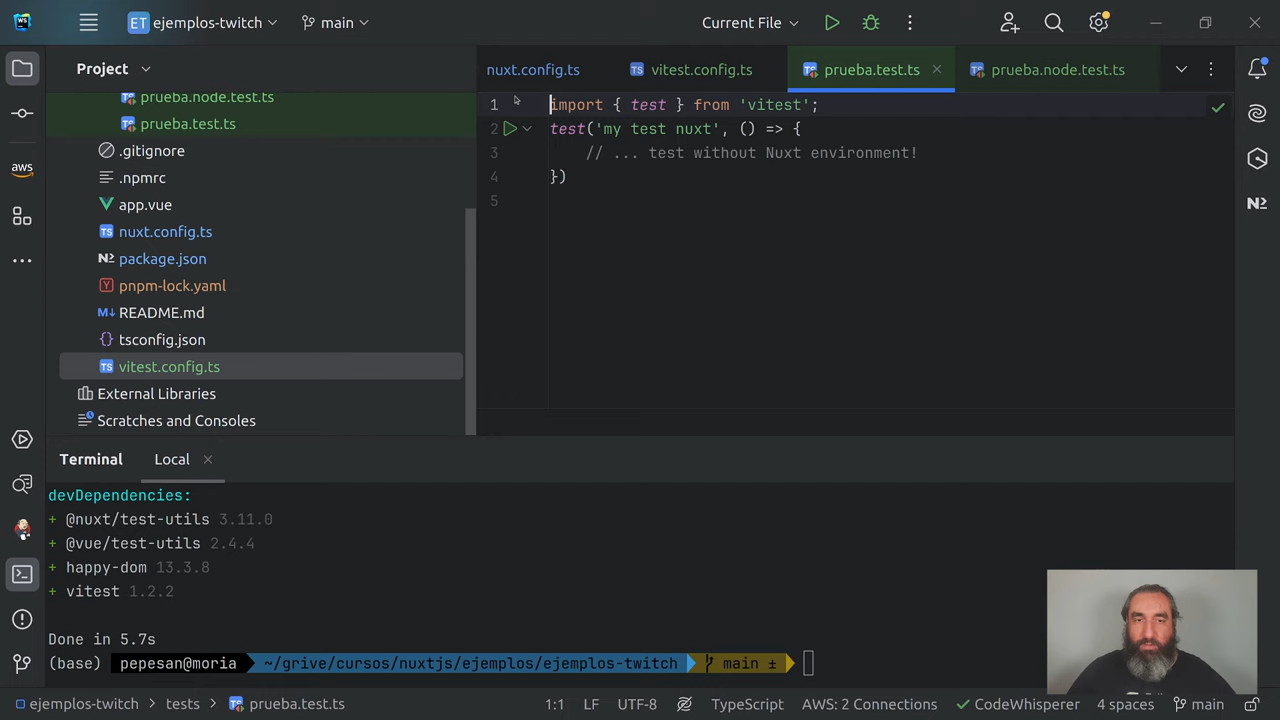 WS
ET ejemplos-twitch
main
Current File
Project
nuxt.config.ts
vitest.config.ts
prueba.test.ts
prueba.node.test.ts
prueba.node.test.ts
prueba.test.ts
.gitignore
.npmrc
app.vue
nuxt.config.ts
package.json
pnpm-lock.yaml
README.md
tsconfig.json
vitest.config.ts
External Libraries
Scratches and Consoles
aws
1 import { test } from 'vitest';
2 test('my test nuxt', () => {
3 // ... test without Nuxt environment!
4 })
5
Terminal
Local
devDependencies:
+ @nuxt/test-utils 3.11.0
+ @vue/test-utils 2.4.4
+ happy-dom 13.3.8
+ vitest 1.2.2
Done in 5.7s
(base) pepesan@moria ~/grive/cursos/nuxtjs/ejemplos/ejemplos-twitch main ±
ejemplos-twitch > tests > prueba.test.ts
1:1
LF
UTF-8
TypeScript
AWS: 2 Connections
CodeWhisperer
4 spaces
main